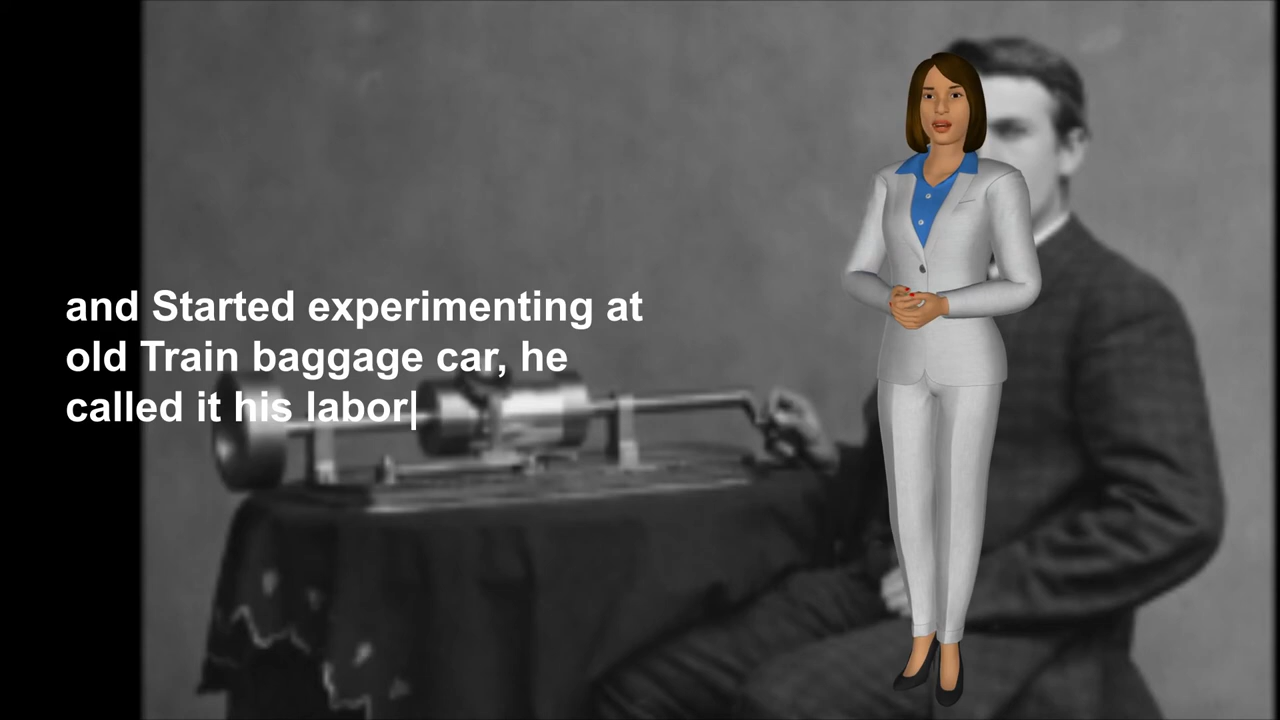 and Started experimenting at
old Train baggage car, he
called it his labor|